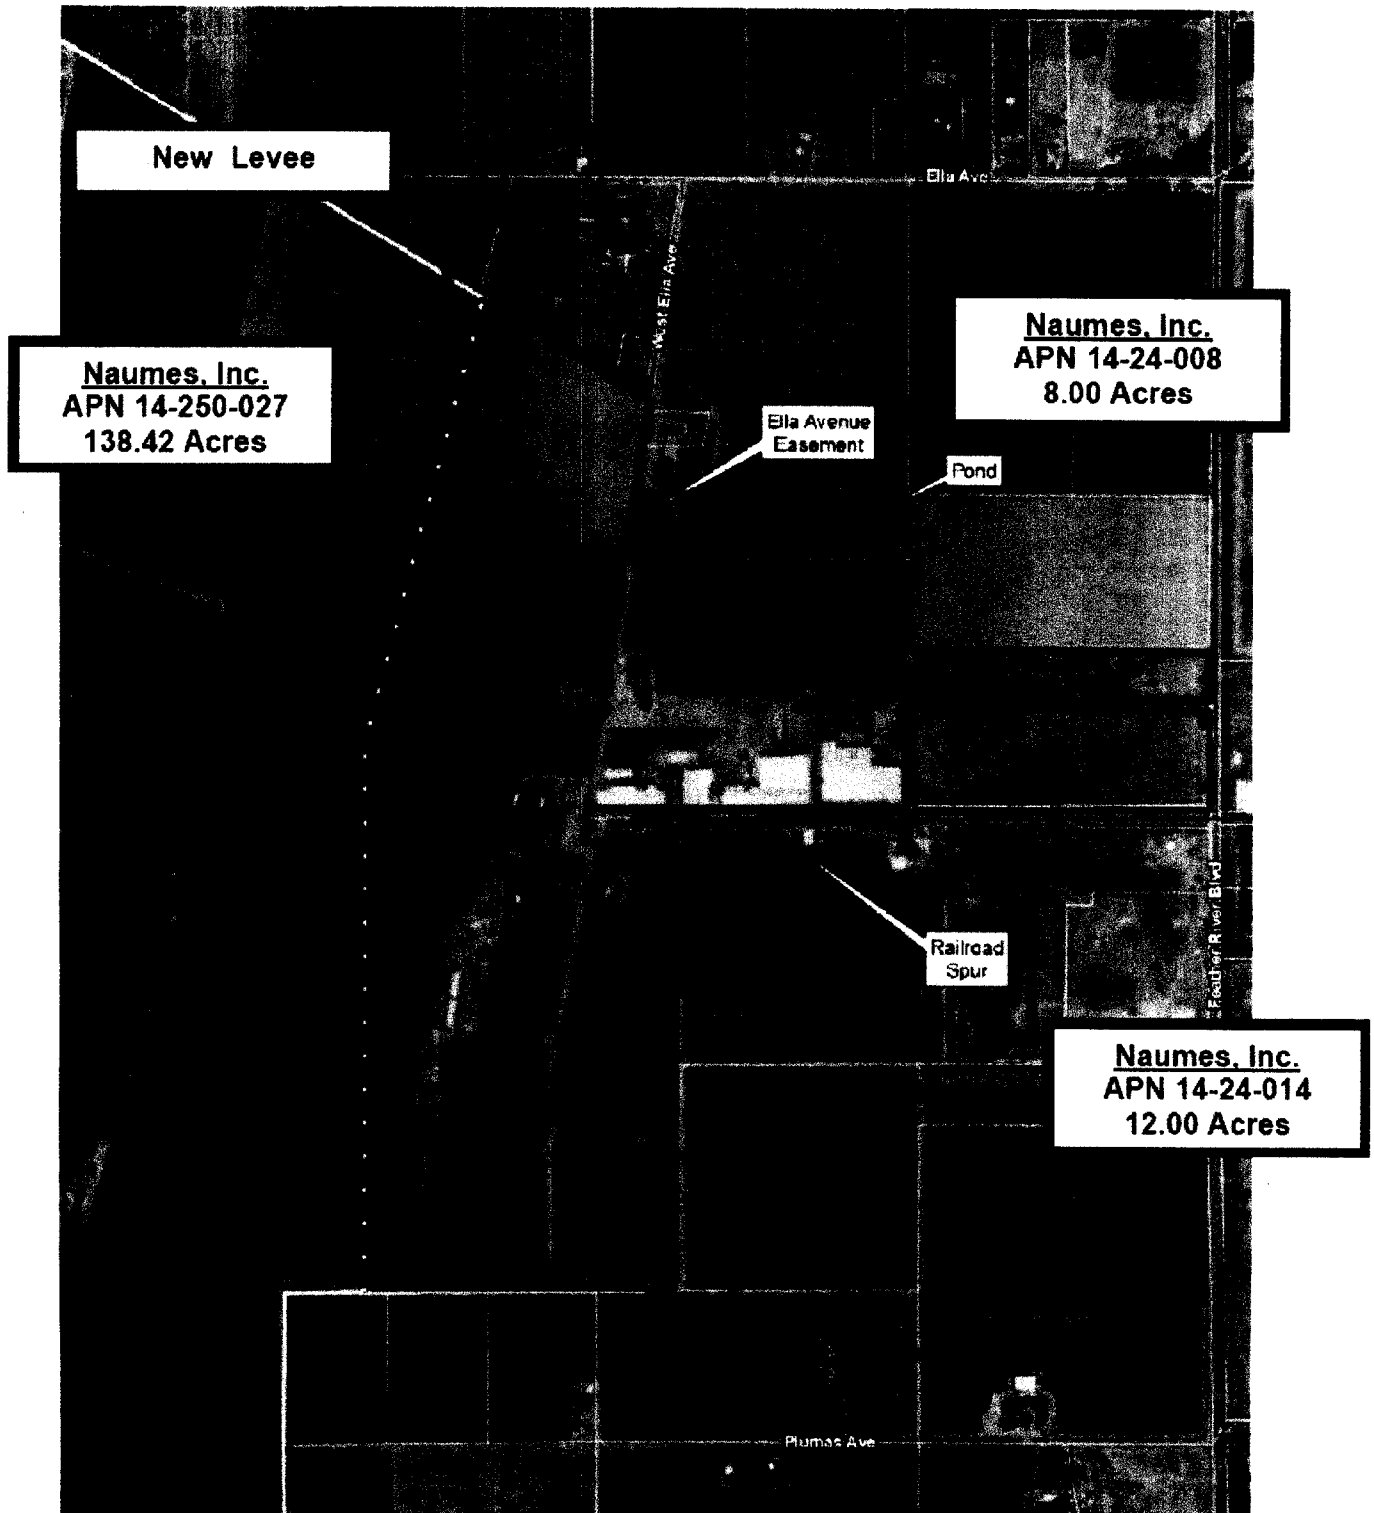 New Levee
Ella Ave
West Ella Ave
Naumes, Inc.
APN 14-24-008
8.00 Acres
Naumes, Inc.
APN 14-250-027
138.42 Acres
Ella Avenue
Easement
Pond
Feather River Blvd
Railroad
Spur
Naumes, Inc.
APN 14-24-014
12.00 Acres
Plumas Ave